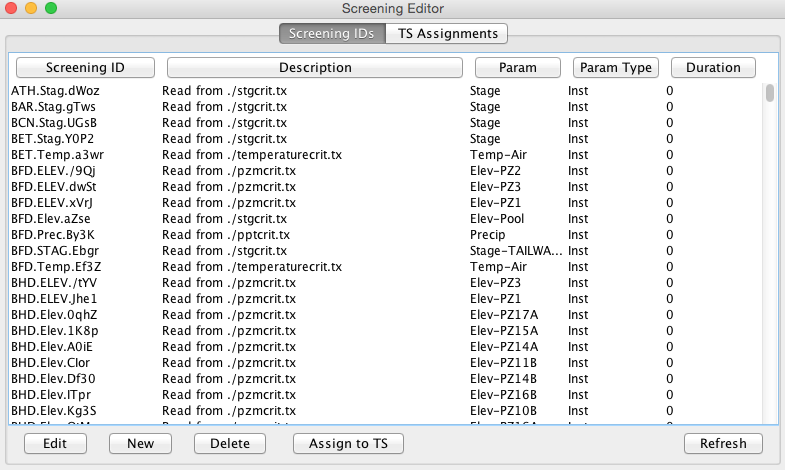 Screening Editor
Screening IDs TS Assignments
Screening ID Description Param Param Type Duration
ATH.Stag.dWoz Read from ./stgcrit.tx Stage Inst 0
BAR.Stag.gTws Read from ./stgcrit.tx Stage Inst 0
BCN.Stag.UGsB Read from ./stgcrit.tx Stage Inst 0
BET.Stag.Y0P2 Read from ./stgcrit.tx Stage Inst 0
BET.Temp.a3wr Read from ./temperaturecrit.tx Temp-Air Inst 0
BFD.ELEV./9Qj Read from ./pzmcrit.tx Elev-PZ2 Inst 0
BFD.ELEV.dwSt Read from ./pzmcrit.tx Elev-PZ3 Inst 0
BFD.ELEV.xVrJ Read from ./pzmcrit.tx Elev-PZ1 Inst 0
BFD.Elev.aZse Read from ./stgcrit.tx Elev-Pool Inst 0
BFD.Prec.By3K Read from ./pptcrit.tx Precip Inst 0
BFD.STAG.Ebgr Read from ./stgcrit.tx Stage-TAILWA... Inst 0
BFD.Temp.Ef3Z Read from ./temperaturecrit.tx Temp-Air Inst 0
BHD.ELEV./tYV Read from ./pzmcrit.tx Elev-PZ3 Inst 0
BHD.ELEV.Jhe1 Read from ./pzmcrit.tx Elev-PZ1 Inst 0
BHD.Elev.0qhZ Read from ./pzmcrit.tx Elev-PZ17A Inst 0
BHD.Elev.1K8p Read from ./pzmcrit.tx Elev-PZ15A Inst 0
BHD.Elev.A0iE Read from ./pzmcrit.tx Elev-PZ14A Inst 0
BHD.Elev.Clor Read from ./pzmcrit.tx Elev-PZ11B Inst 0
BHD.Elev.Df30 Read from ./pzmcrit.tx Elev-PZ14B Inst 0
BHD.Elev.ITpr Read from ./pzmcrit.tx Elev-PZ16B Inst 0
BHD.Elev.Kg3S Read from ./pzmcrit.tx Elev-PZ10B Inst 0
Edit New Delete Assign to TS Refresh